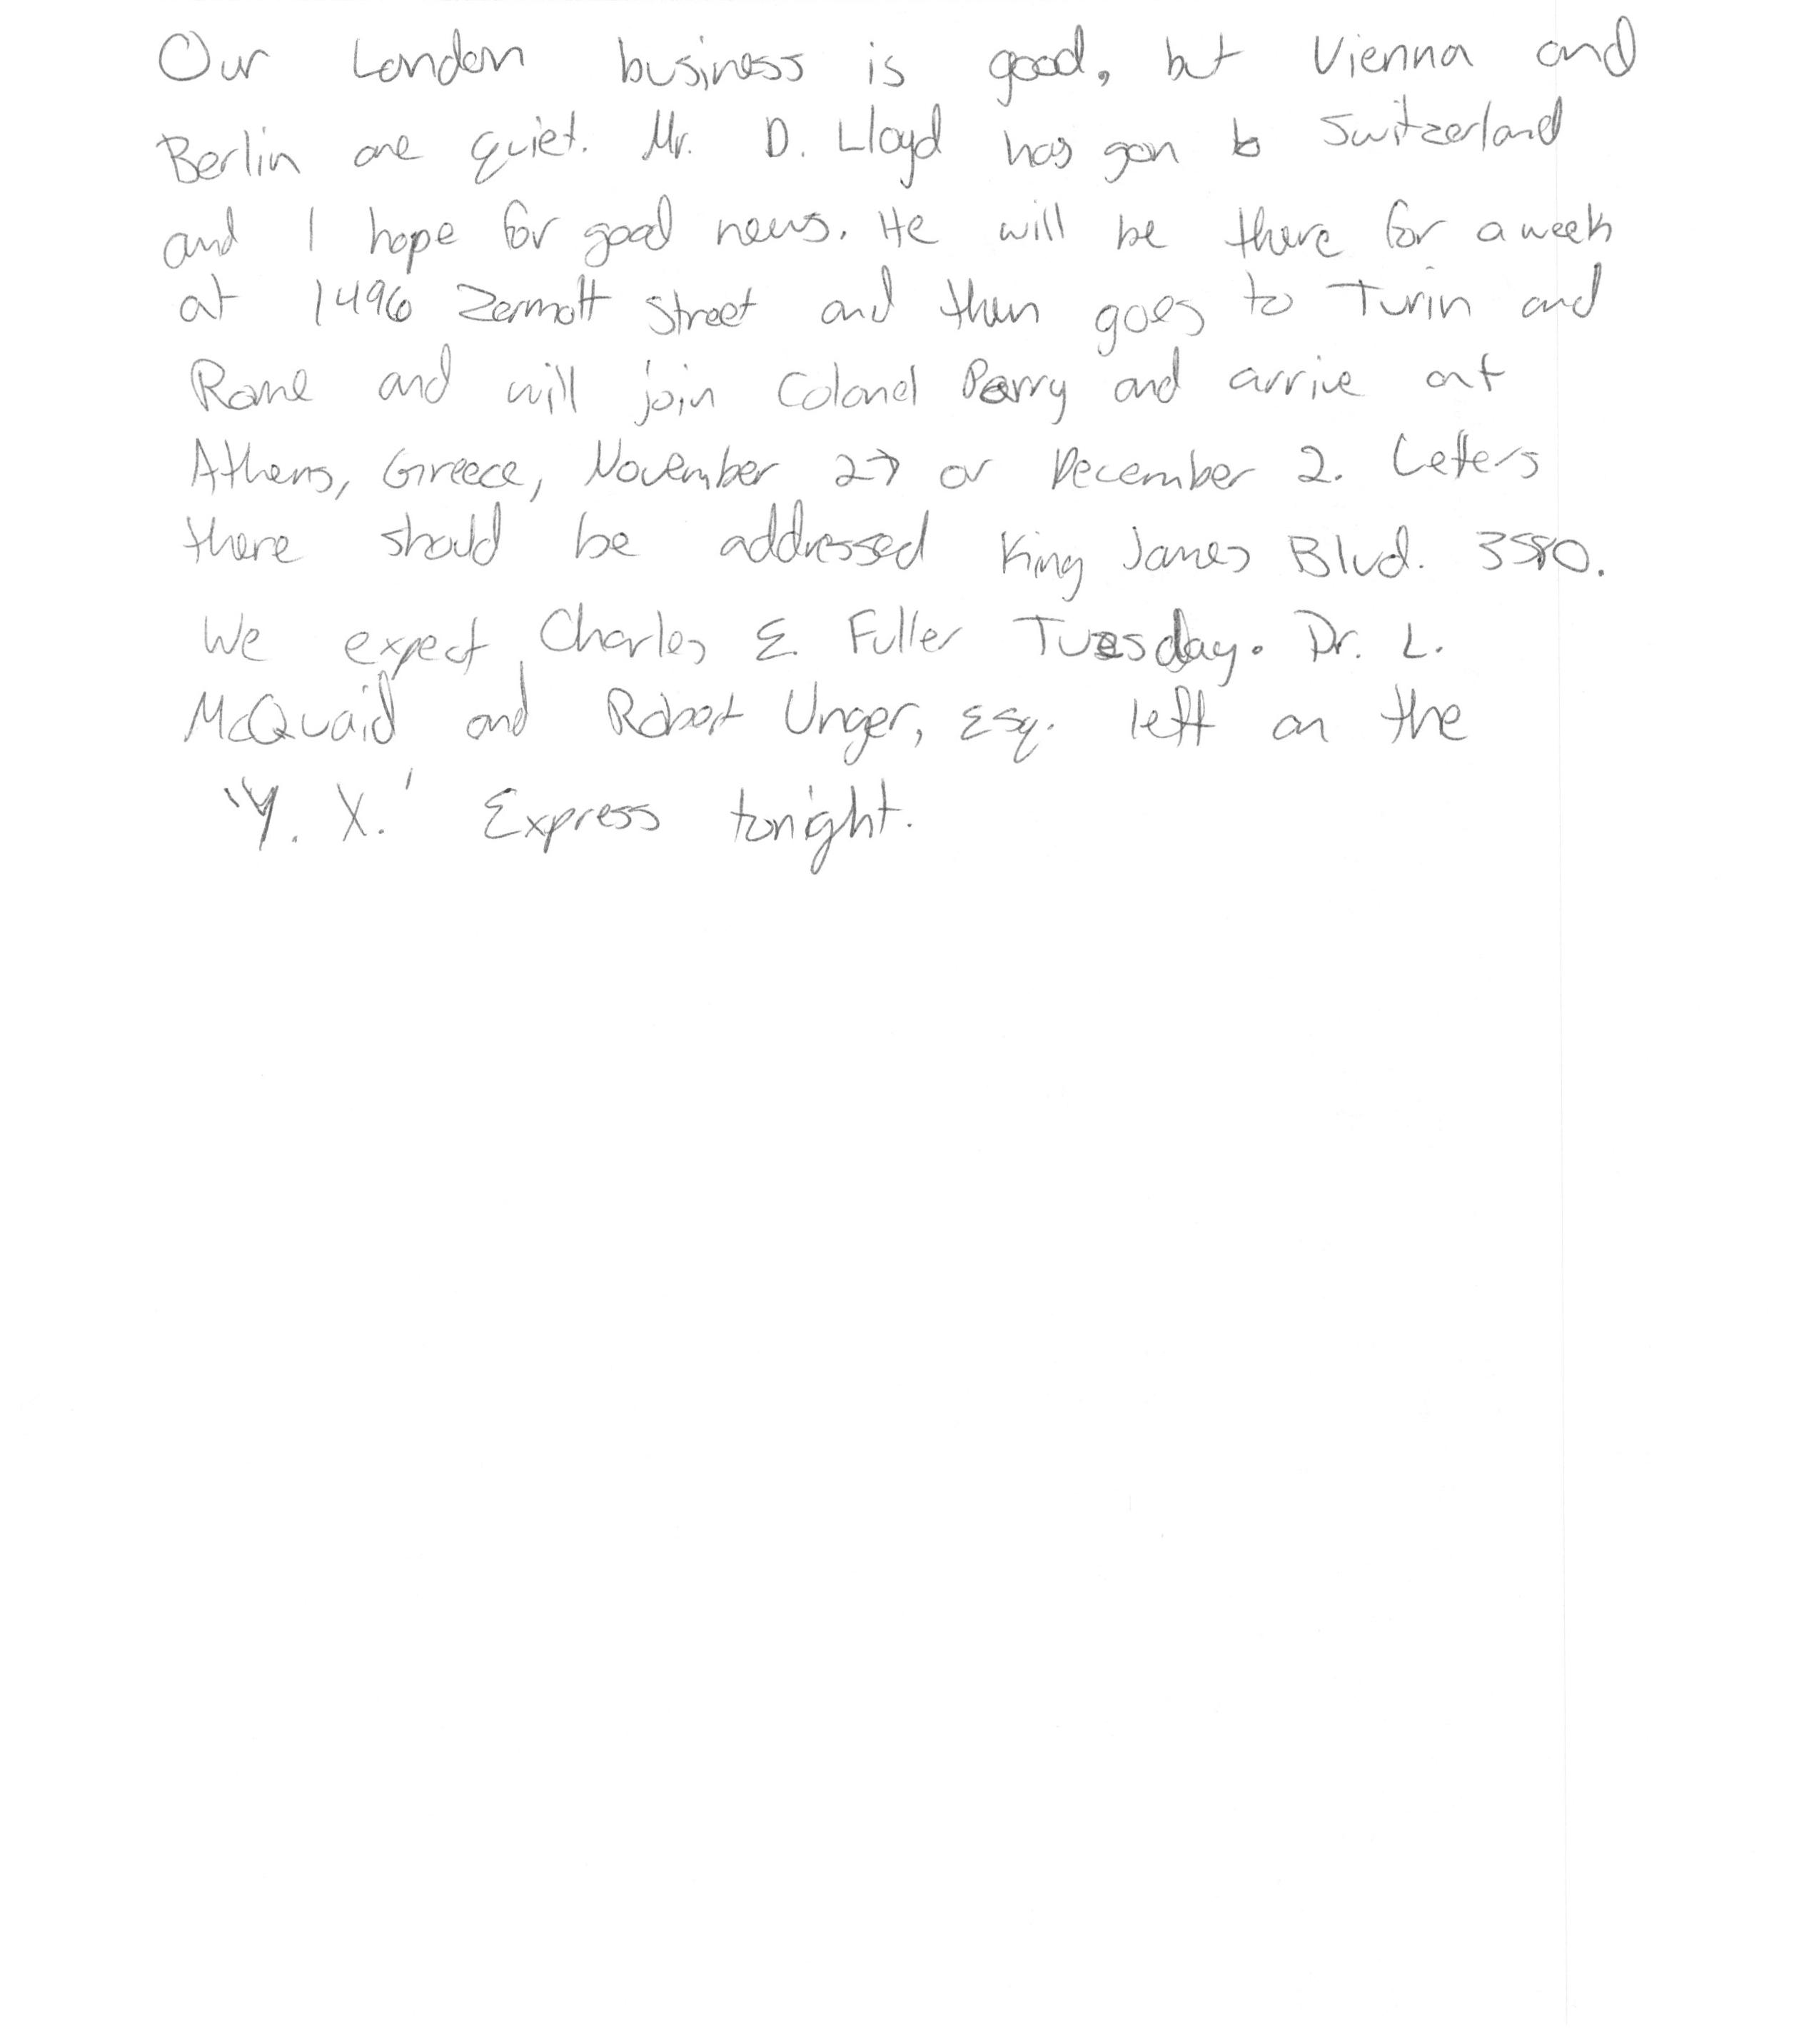 Our London business is good, but Vienna and
Berlin are quiet. Mr. D. Lloyd has gon to Switzerland
and I hope for good news. He will be there for a week
at 1496 Zermott Street and then goes to Turin and
Rome and will join Colonel Parry and arrive at
Athens, Greece, November 27 or December 2. Letters
there should be addressed King James Blvd. 3580.
We expect Charles E. Fuller Tuesday. Dr. L.
McQuaid and Robert Unger, Esq. left on the
'Y. X.' Express tonight.